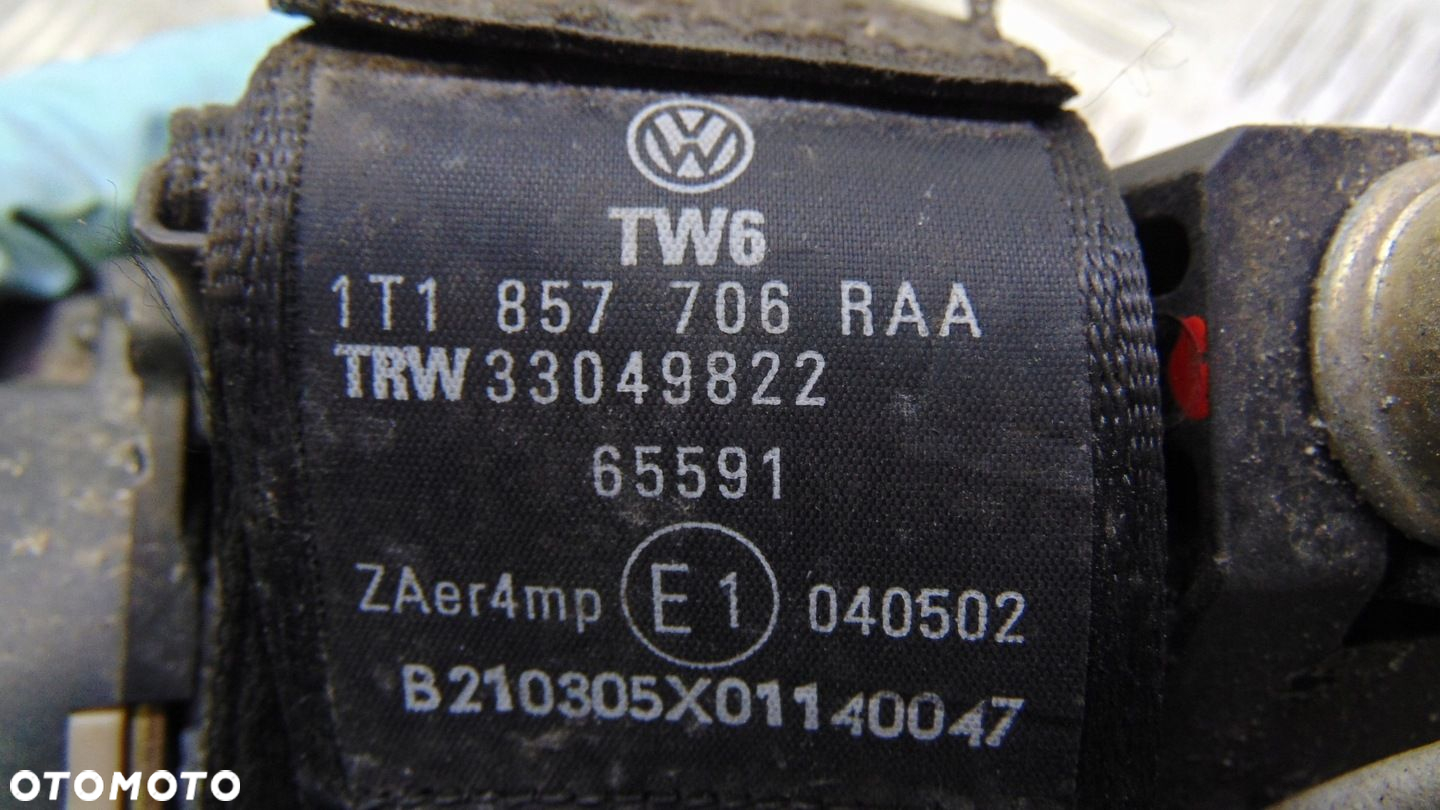 TW6
1T1 857 706 RAA
TRW 33049822
65591
ZAer4mp E1 040502
B210305X01140047
OTOMOTO